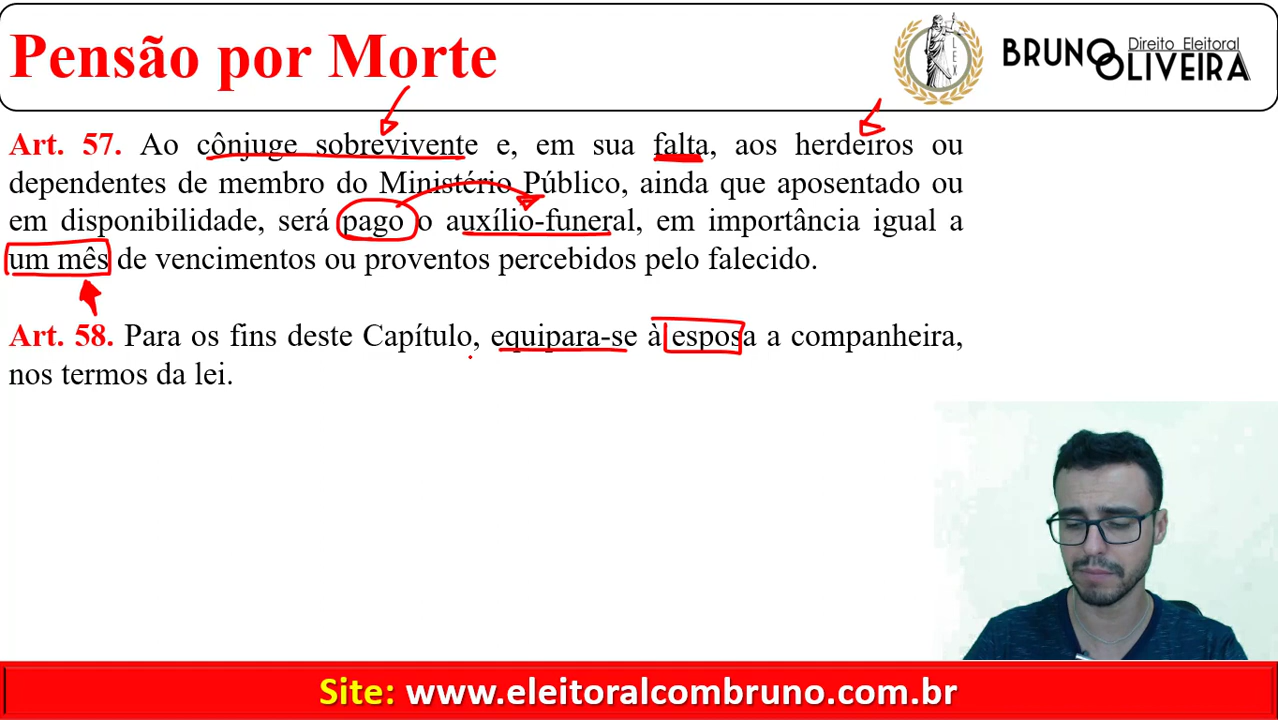 Pensão por Morte
LEX
BRUNO
Direito Eleitoral
OLIVEIRA
Art. 57. Ao cônjuge sobrevivente e, em sua falta, aos herdeiros ou
dependentes de membro do Ministério Público, ainda que aposentado ou
em disponibilidade, será pago o auxílio-funeral, em importância igual a
um mês de vencimentos ou proventos percebidos pelo falecido.
Art. 58. Para os fins deste Capítulo, equipara-se à esposa a companheira,
nos termos da lei.
Site: www.eleitoralcombruno.com.br